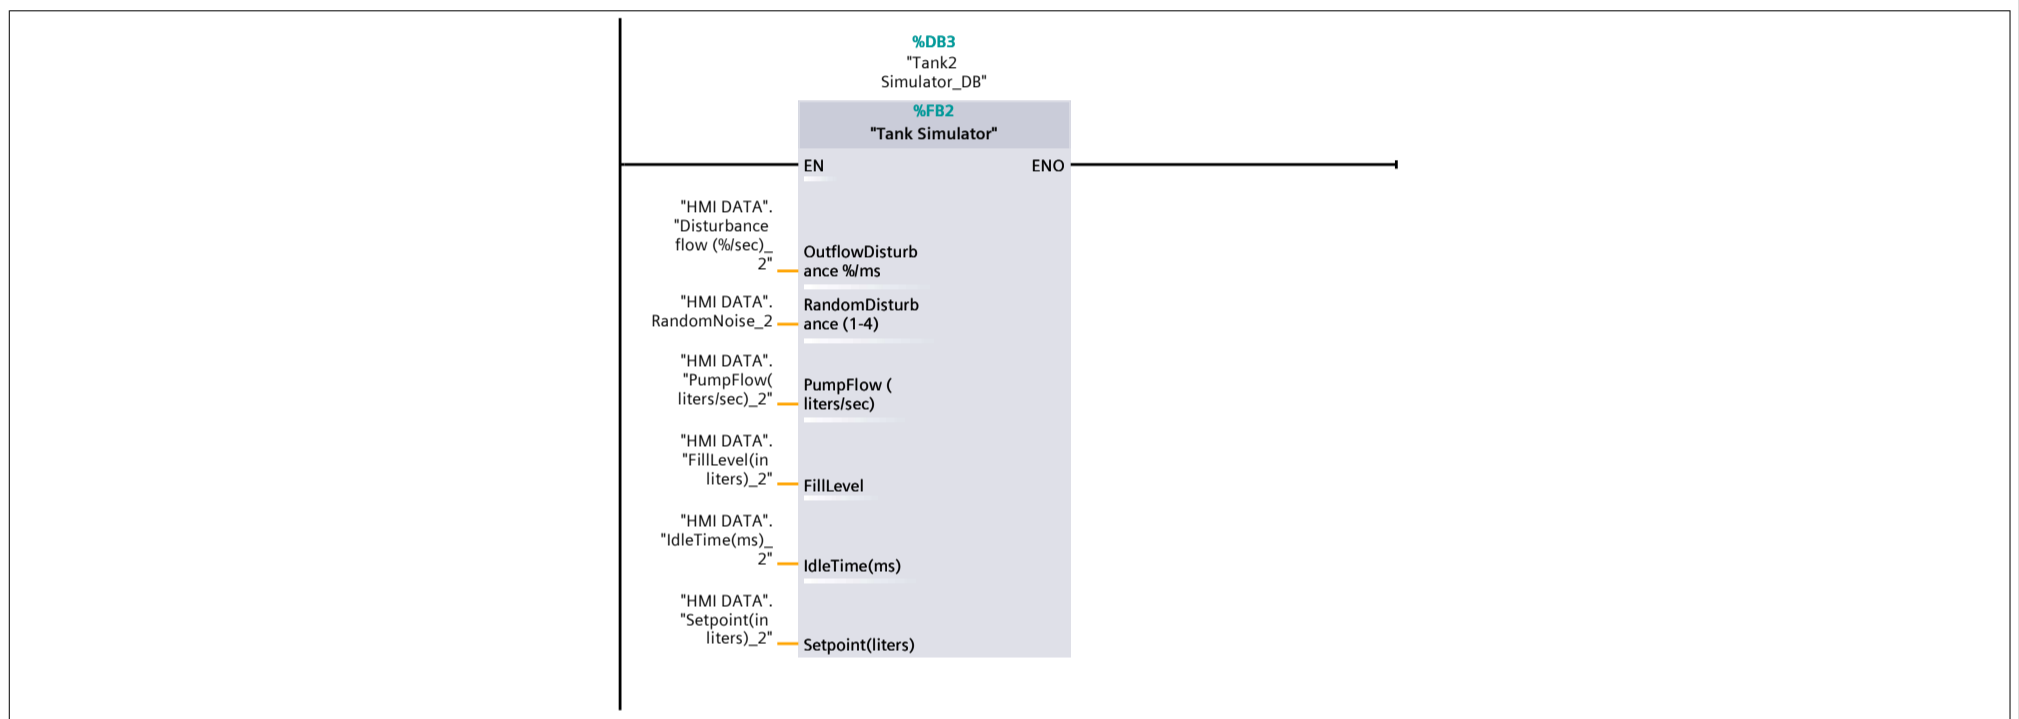 %DB3
"Tank2
Simulator_DB"
%FB2
"Tank Simulator"
EN
ENO
"HMI DATA".
"Disturbance
flow (%/sec)_
2"
OutflowDisturb
ance %/ms
"HMI DATA".
RandomNoise_2
RandomDisturb
ance (1-4)
"HMI DATA".
"PumpFlow(
liters/sec)_2"
PumpFlow (
liters/sec)
"HMI DATA".
"FillLevel(in
liters)_2"
FillLevel
"HMI DATA".
"IdleTime(ms)_
2"
IdleTime(ms)
"HMI DATA".
"Setpoint(in
liters)_2"
Setpoint(liters)